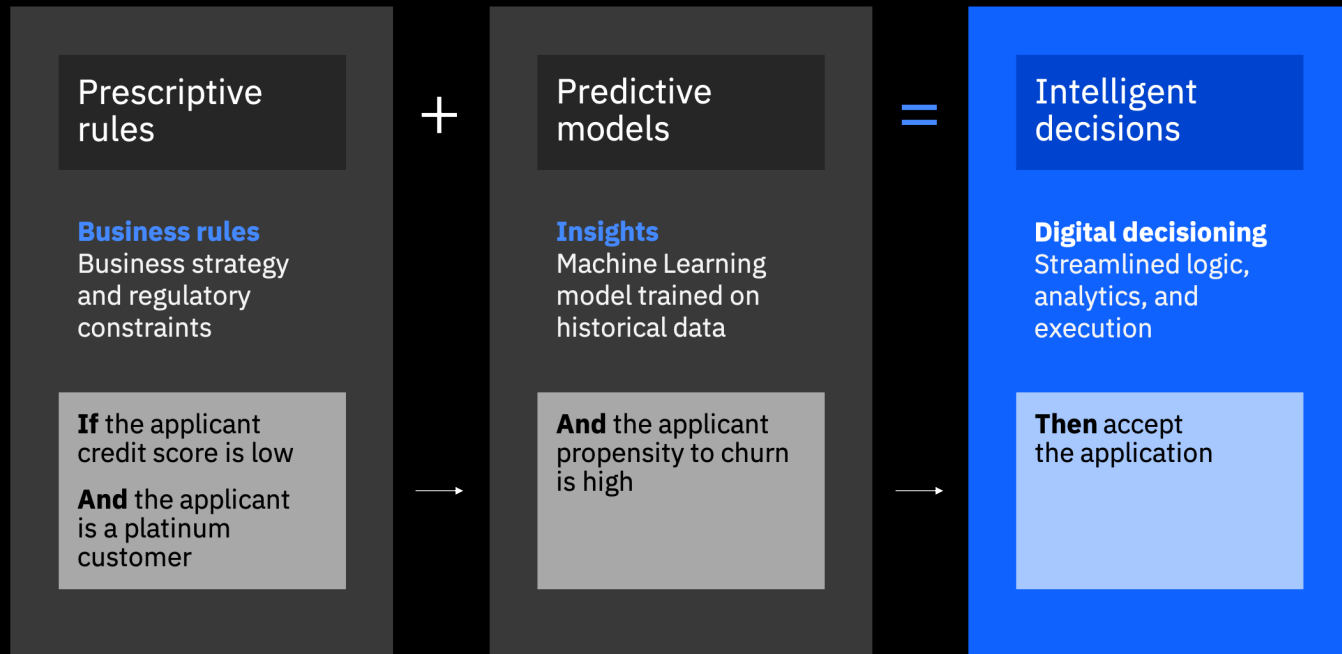 Prescriptive
rules
+
Predictive
models
=
Intelligent
decisions
Business rules
Business strategy
and regulatory
constraints
Insights
Machine Learning
model trained on
historical data
Digital decisioning
Streamlined logic,
analytics, and
execution
If the applicant
credit score is low
And the applicant
is a platinum
customer
And the applicant
propensity to churn
is high
Then accept
the application